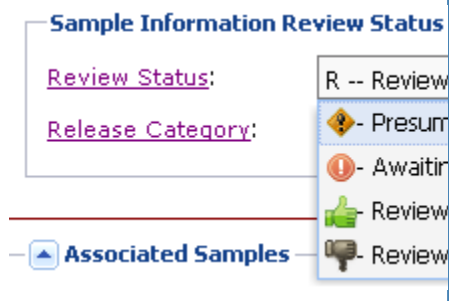 Sample Information Review Status
Review Status:
R -- Review
- Presum
Release Category:
- Awaitin
- Review
Associated Samples
- Review